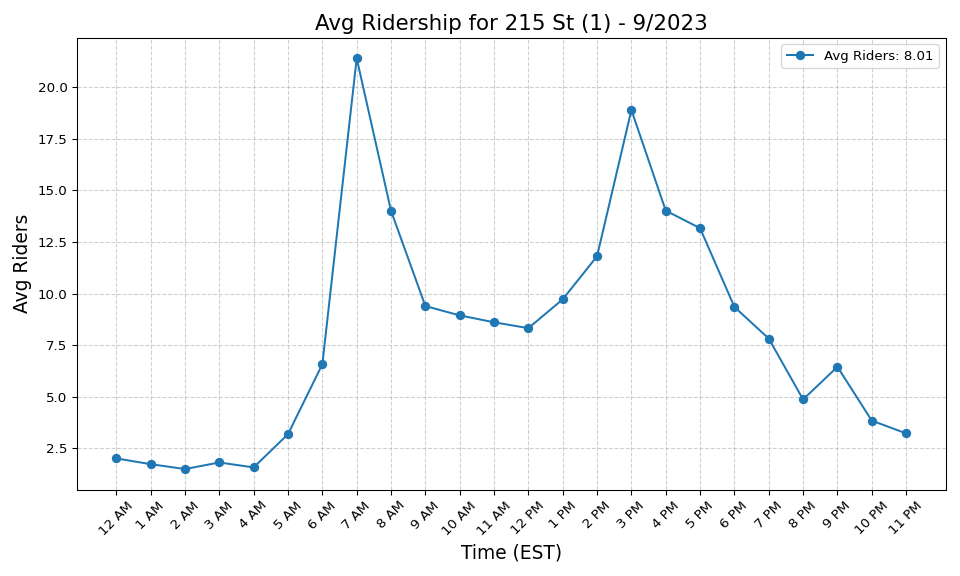 Avg Ridership for 215 St (1) - 9/2023
Avg Riders: 8.01
Avg Riders
20.0
17.5
15.0
12.5
10.0
7.5
5.0
2.5
12 AM
1 AM
2 AM
3 AM
4 AM
5 AM
6 AM
7 AM
8 AM
9 AM
10 AM
11 AM
12 PM
1 PM
2 PM
3 PM
4 PM
5 PM
6 PM
7 PM
8 PM
9 PM
10 PM
11 PM
Time (EST)